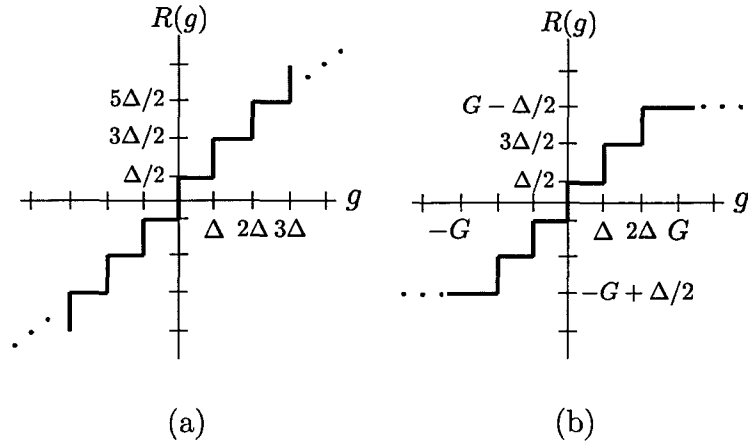 R(g)
5Δ/2
3Δ/2
Δ/2
g
Δ 2Δ 3Δ
(a)
R(g)
G − Δ/2
3Δ/2
Δ/2
g
−G
Δ 2Δ G
−G + Δ/2
(b)